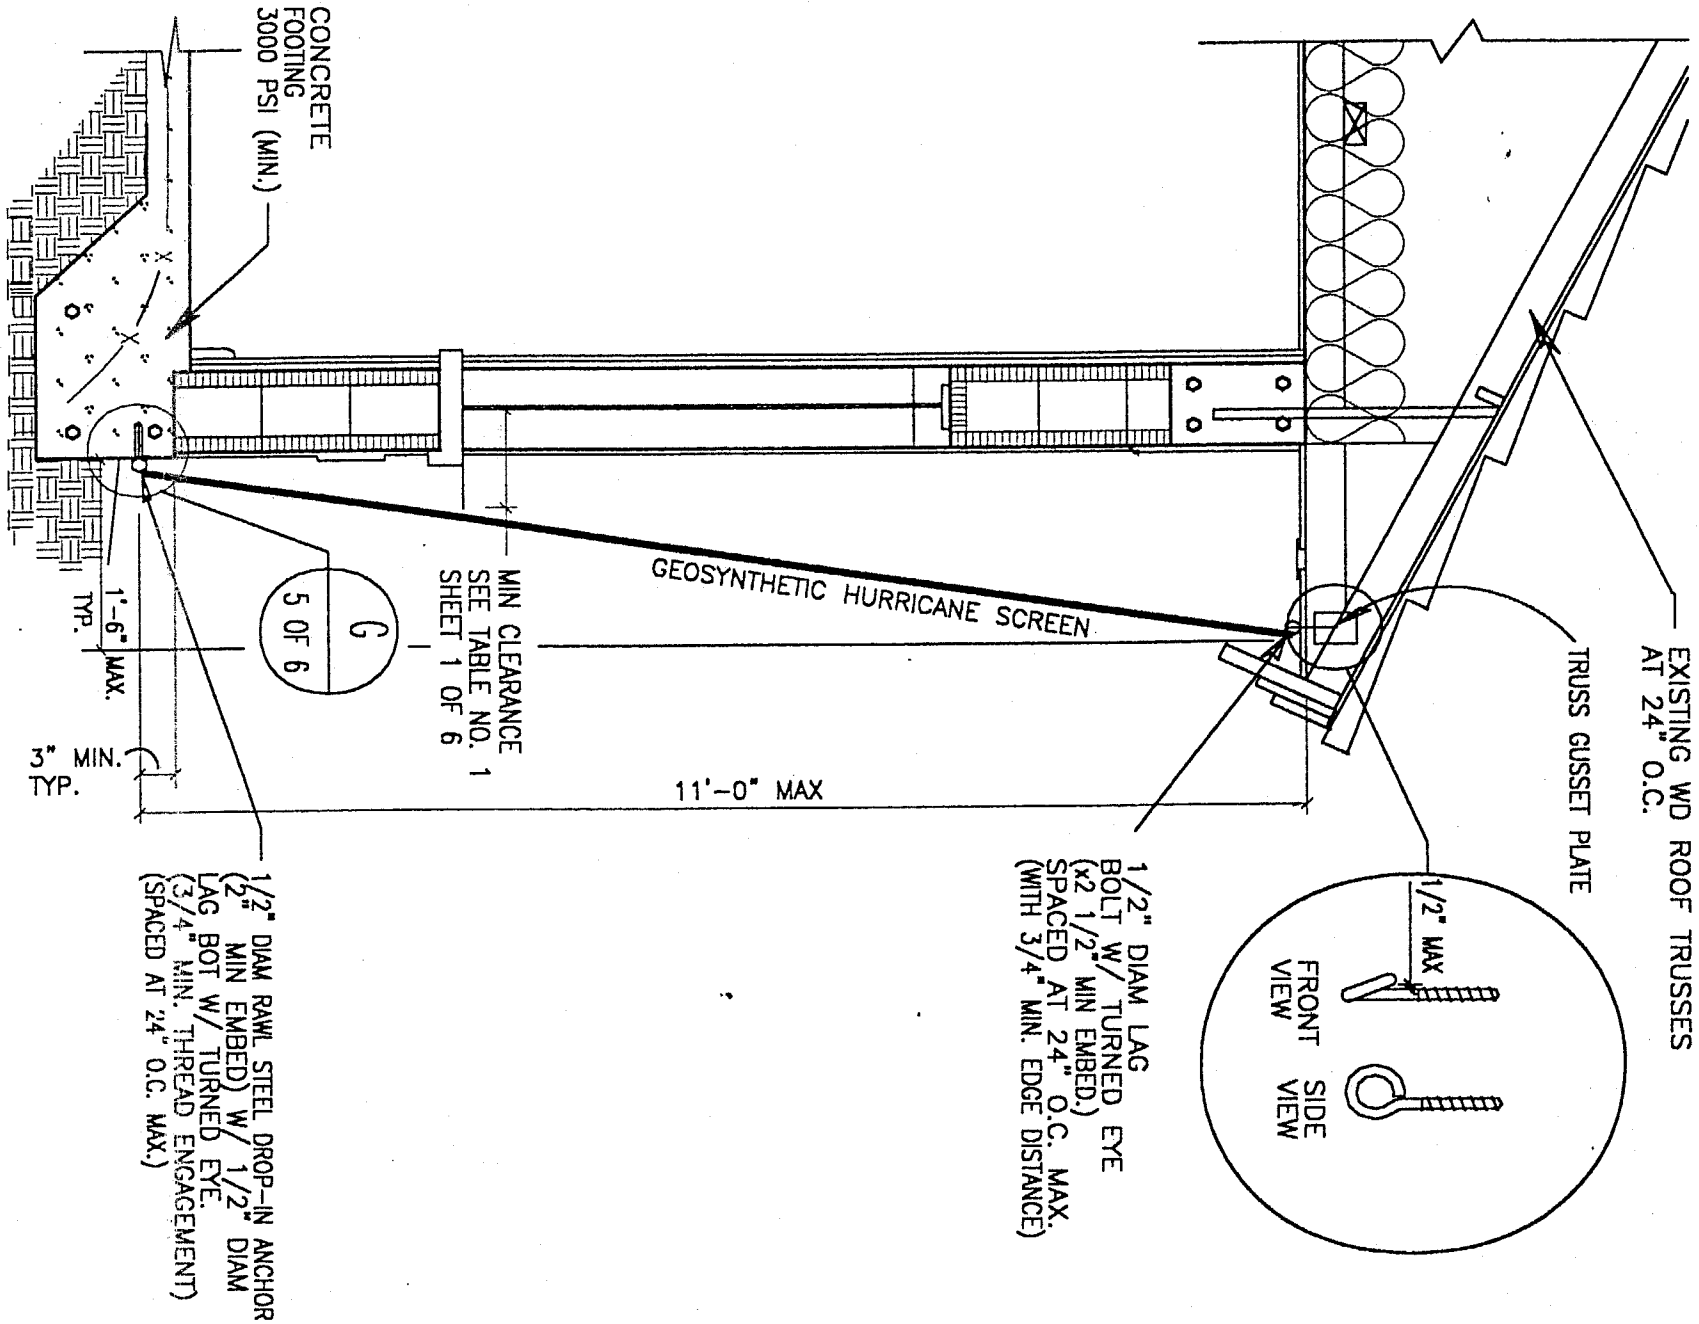 EXISTING WD ROOF TRUSSES
AT 24" O.C.
TRUSS GUSSET PLATE
1/2" MAX
FRONT
VIEW
SIDE
VIEW
1/2" DIAM LAG
BOLT W/ TURNED EYE
(x2 1/2" MIN EMBED.)
SPACED AT 24" O.C. MAX.
(WITH 3/4" MIN. EDGE DISTANCE)
GEOSYNTHETIC HURRICANE SCREEN
11'-0" MAX
MIN CLEARANCE
SEE TABLE NO. 1
SHEET 1 OF 6
G
5 OF 6
CONCRETE
FOOTING
3000 PSI (MIN.)
1'-6" MAX.
TYP.
3" MIN.
TYP.
1/2" DIAM RAWL STEEL DROP-IN ANCHOR
(2" MIN EMBED) W/ 1/2" DIAM
LAG BOT W/ TURNED EYE.
(3/4" MIN. THREAD ENGAGEMENT)
(SPACED AT 24" O.C. MAX.)